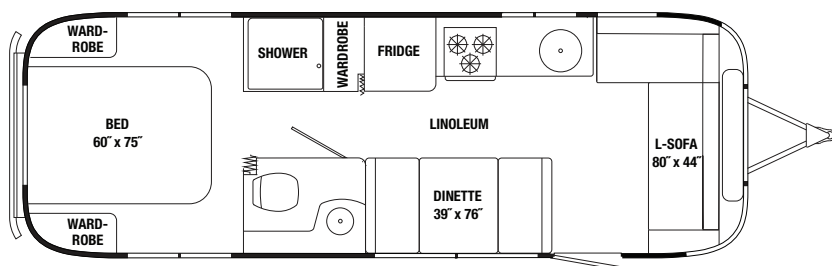 WARD-
ROBE
SHOWER
WARDROBE
FRIDGE
BED
60″ x 75″
LINOLEUM
L-SOFA
80″ x 44″
DINETTE
39″ x 76″
WARD-
ROBE